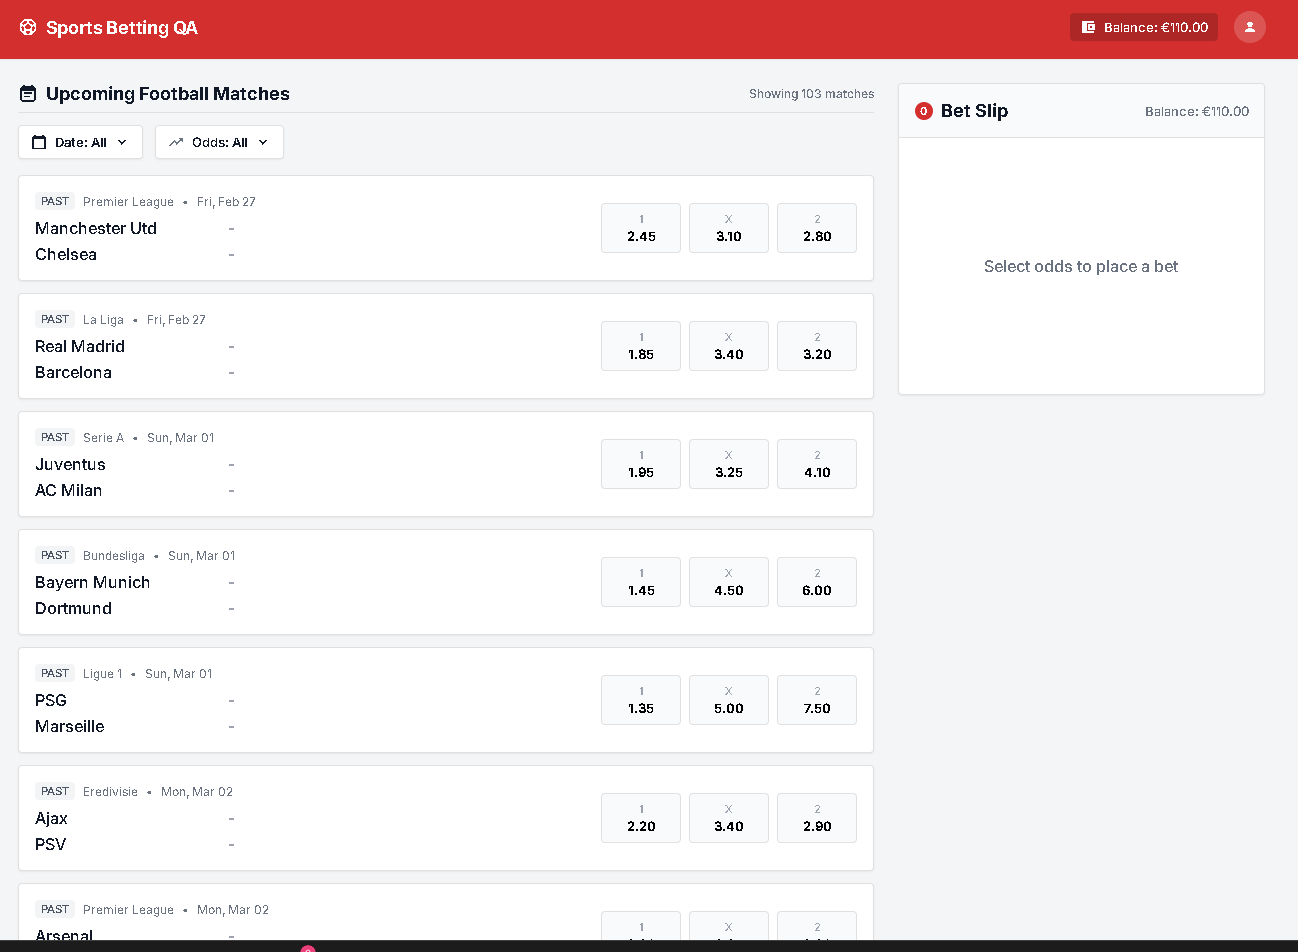 Sports Betting QA
Balance: €110.00
Upcoming Football Matches
Showing 103 matches
Date: All
Odds: All
PAST Premier League • Fri, Feb 27
Manchester Utd -
Chelsea -
1 X 2
2.45 3.10 2.80
PAST La Liga • Fri, Feb 27
Real Madrid -
Barcelona -
1 X 2
1.85 3.40 3.20
PAST Serie A • Sun, Mar 01
Juventus -
AC Milan -
1 X 2
1.95 3.25 4.10
PAST Bundesliga • Sun, Mar 01
Bayern Munich -
Dortmund -
1 X 2
1.45 4.50 6.00
PAST Ligue 1 • Sun, Mar 01
PSG -
Marseille -
1 X 2
1.35 5.00 7.50
PAST Eredivisie • Mon, Mar 02
Ajax -
PSV -
1 X 2
2.20 3.40 2.90
PAST Premier League • Mon, Mar 02
Arsenal -
1 X 2
0 Bet Slip
Balance: €110.00
Select odds to place a bet